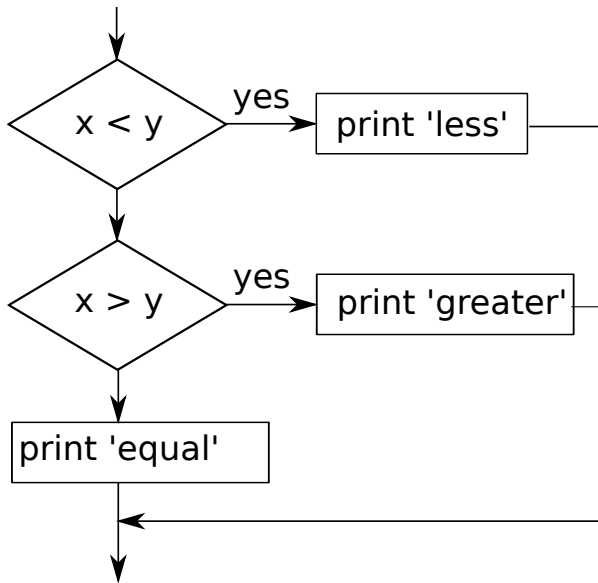 x < y
yes
print 'less'
x > y
yes
print 'greater'
print 'equal'